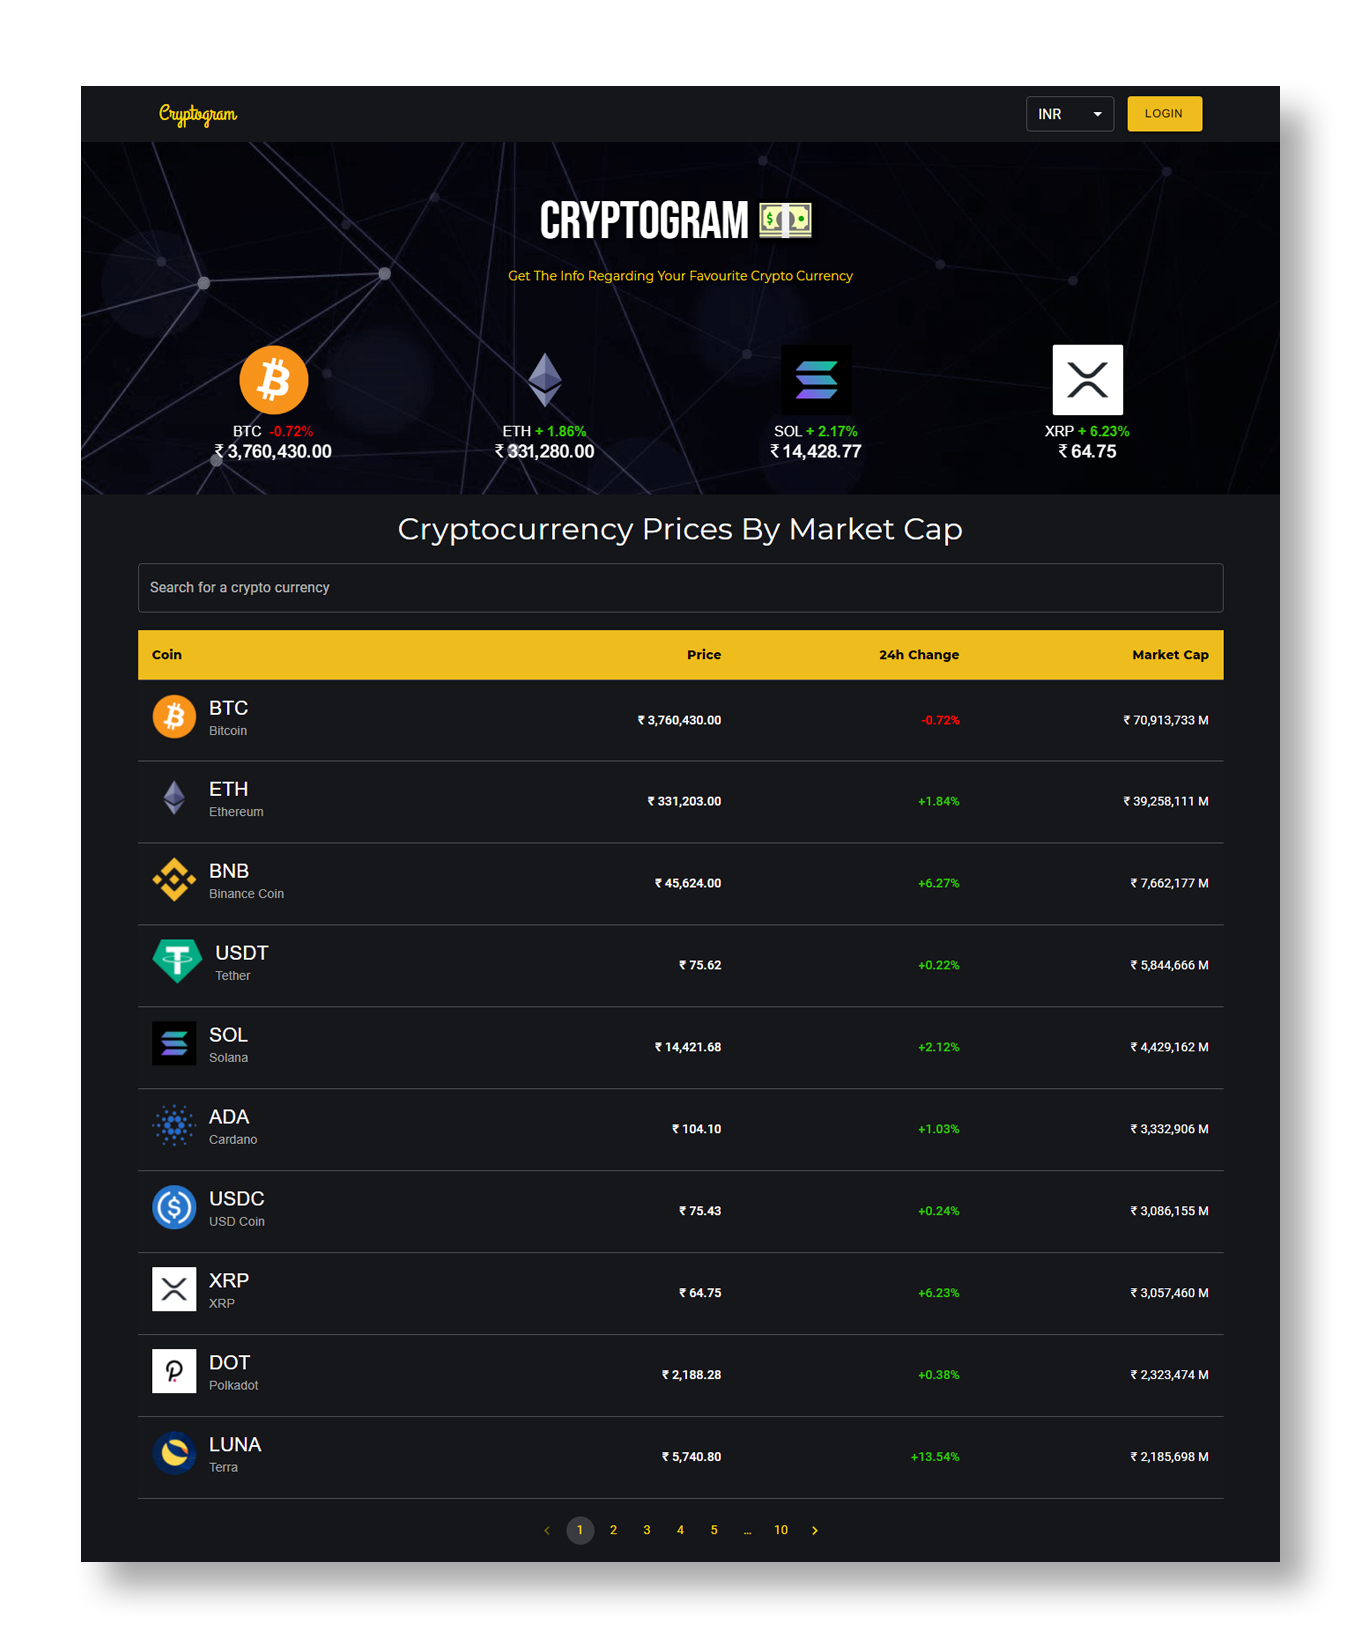 Cryptogram
INR
LOGIN
CRYPTOGRAM
Get The Info Regarding Your Favourite Crypto Currency
BTC -0.72%
₹ 3,760,430.00
ETH + 1.86%
₹ 331,280.00
SOL + 2.17%
₹ 14,428.77
XRP + 6.23%
₹ 64.75
Cryptocurrency Prices By Market Cap
Search for a crypto currency
Coin Price 24h Change Market Cap
BTC
Bitcoin
₹ 3,760,430.00 -0.72% ₹ 70,913,733 M
ETH
Ethereum
₹ 331,203.00 +1.84% ₹ 39,258,111 M
BNB
Binance Coin
₹ 45,624.00 +6.27% ₹ 7,662,177 M
USDT
Tether
₹ 75.62 +0.22% ₹ 5,844,666 M
SOL
Solana
₹ 14,421.68 +2.12% ₹ 4,429,162 M
ADA
Cardano
₹ 104.10 +1.03% ₹ 3,332,906 M
USDC
USD Coin
₹ 75.43 +0.24% ₹ 3,086,155 M
XRP
XRP
₹ 64.75 +6.23% ₹ 3,057,460 M
DOT
Polkadot
₹ 2,188.28 +0.38% ₹ 2,323,474 M
LUNA
Terra
₹ 5,740.80 +13.54% ₹ 2,185,698 M
‹ 1 2 3 4 5 … 10 ›